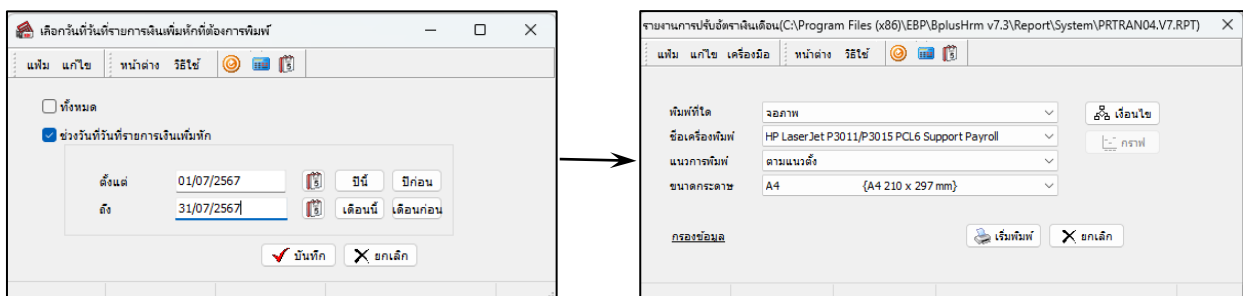 เลือกวันที่วันที่รายการเงินเพิ่มหักที่ต้องการพิมพ์
แฟ้ม แก้ไข หน้าต่าง วิธีใช้
ทั้งหมด
ช่วงวันที่วันที่รายการเงินเพิ่มหัก
ตั้งแต่ 01/07/2567 ปีนี้ ปีก่อน
ถึง 31/07/2567 เดือนนี้ เดือนก่อน
บันทึก ยกเลิก
รายงานการปรับอัตราเงินเดือน(C:\Program Files (x86)\EBP\BplusHrm v7.3\Report\System\PRTRAN04.V7.RPT)
แฟ้ม แก้ไข เครื่องมือ หน้าต่าง วิธีใช้
พิมพ์ที่ใด จอภาพ เงื่อนไข
ชื่อเครื่องพิมพ์ HP LaserJet P3011/P3015 PCL6 Support Payroll กราฟ
แนวการพิมพ์ ตามแนวตั้ง
ขนาดกระดาษ A4 {A4 210 x 297 mm}
กรองข้อมูล เริ่มพิมพ์ ยกเลิก